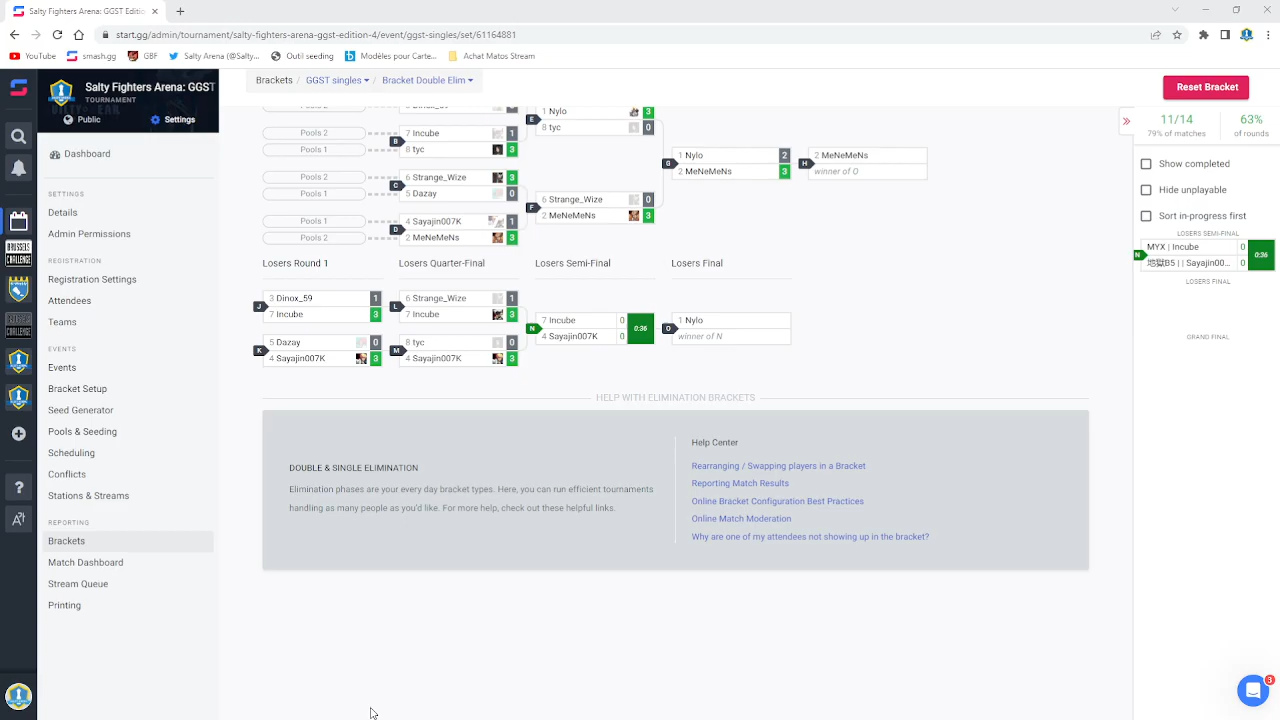 Salty Fighters Arena: GGST Editio
start.gg/admin/tournament/salty-fighters-arena-ggst-edition-4/event/ggst-singles/set/61164881
YouTube
smash.gg
GBF
Salty Arena (@Salty...
Outil seo-geek
Modèles pour Carte...
Achat Matos Stream
Salty Fighters Arena: GGST
TOURNAMENT
Public
Settings
Brackets / GGST singles / Bracket Double Elim
Reset Bracket
Dashboard
SETTINGS
Details
Admin Permissions
REGISTRATION
Registration Settings
Attendees
Teams
EVENTS
Events
Bracket Setup
Seed Generator
Pools & Seeding
Scheduling
Conflicts
Stations & Streams
REPORTING
Brackets
Match Dashboard
Stream Queue
Printing
BRUSSELS CHALLENGE
Pools 2
Pools 2
Pools 1
Pools 2
Pools 1
Pools 1
Pools 2
B
7 Incube 1
8 tyc 3
C
6 Strange_Wize 3
5 Dazay 0
D
4 Sayajin007K 1
2 MeNeMeNs 3
E
1 Nylo 3
8 tyc 0
F
6 Strange_Wize 0
2 MeNeMeNs 3
G
1 Nylo 2
2 MeNeMeNs 3
H
2 MeNeMeNs
winner of O
Losers Round 1
Losers Quarter-Final
Losers Semi-Final
Losers Final
J
3 Dinox_59 1
7 Incube 3
K
5 Dazay 0
4 Sayajin007K 3
L
6 Strange_Wize 1
7 Incube 3
M
8 tyc 0
4 Sayajin007K 3
N
7 Incube 0
4 Sayajin007K 0
0:36
O
1 Nylo
winner of N
HELP WITH ELIMINATION BRACKETS
DOUBLE & SINGLE ELIMINATION
Elimination phases are your every day bracket types. Here, you can run efficient tournaments
handling as many people as you'd like. For more help, check out these helpful links.
Help Center
Rearranging / Swapping players in a Bracket
Reporting Match Results
Online Bracket Configuration Best Practices
Online Match Moderation
Why are one of my attendees not showing up in the bracket?
11/14
79% of matches
63%
of rounds
Show completed
Hide unplayable
Sort in-progress first
LOSERS SEMI-FINAL
N
MYX | Incube 0
地獄B5 | | Sayajin00... 0
0:36
LOSERS FINAL
GRAND FINAL
3